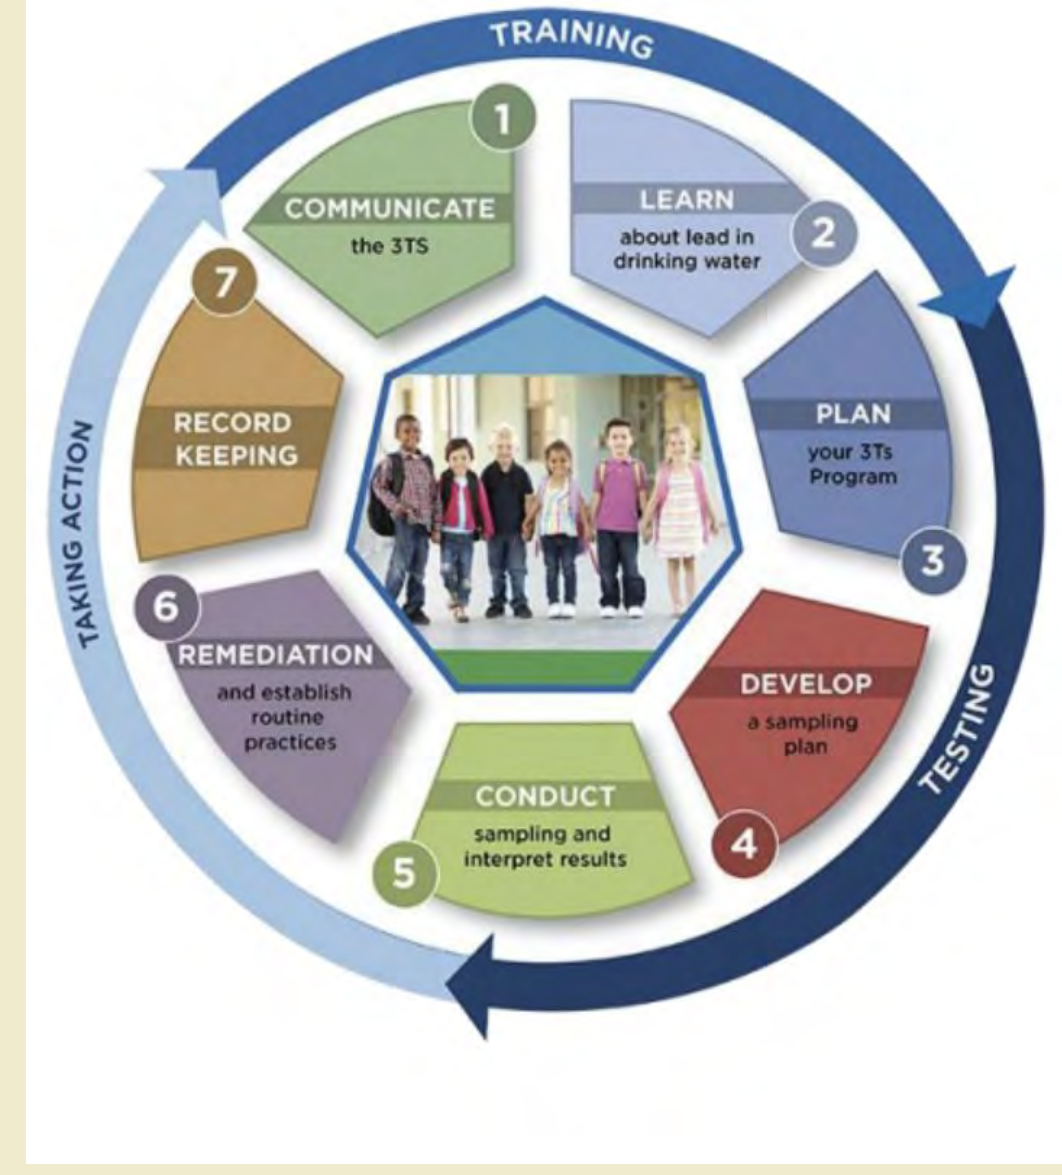 TRAINING
1
COMMUNICATE
the 3TS
2
LEARN
about lead in
drinking water
3
PLAN
your 3Ts
Program
4
DEVELOP
a sampling
plan
TESTING
5
CONDUCT
sampling and
interpret results
6
REMEDIATION
and establish
routine
practices
7
RECORD
KEEPING
TAKING ACTION